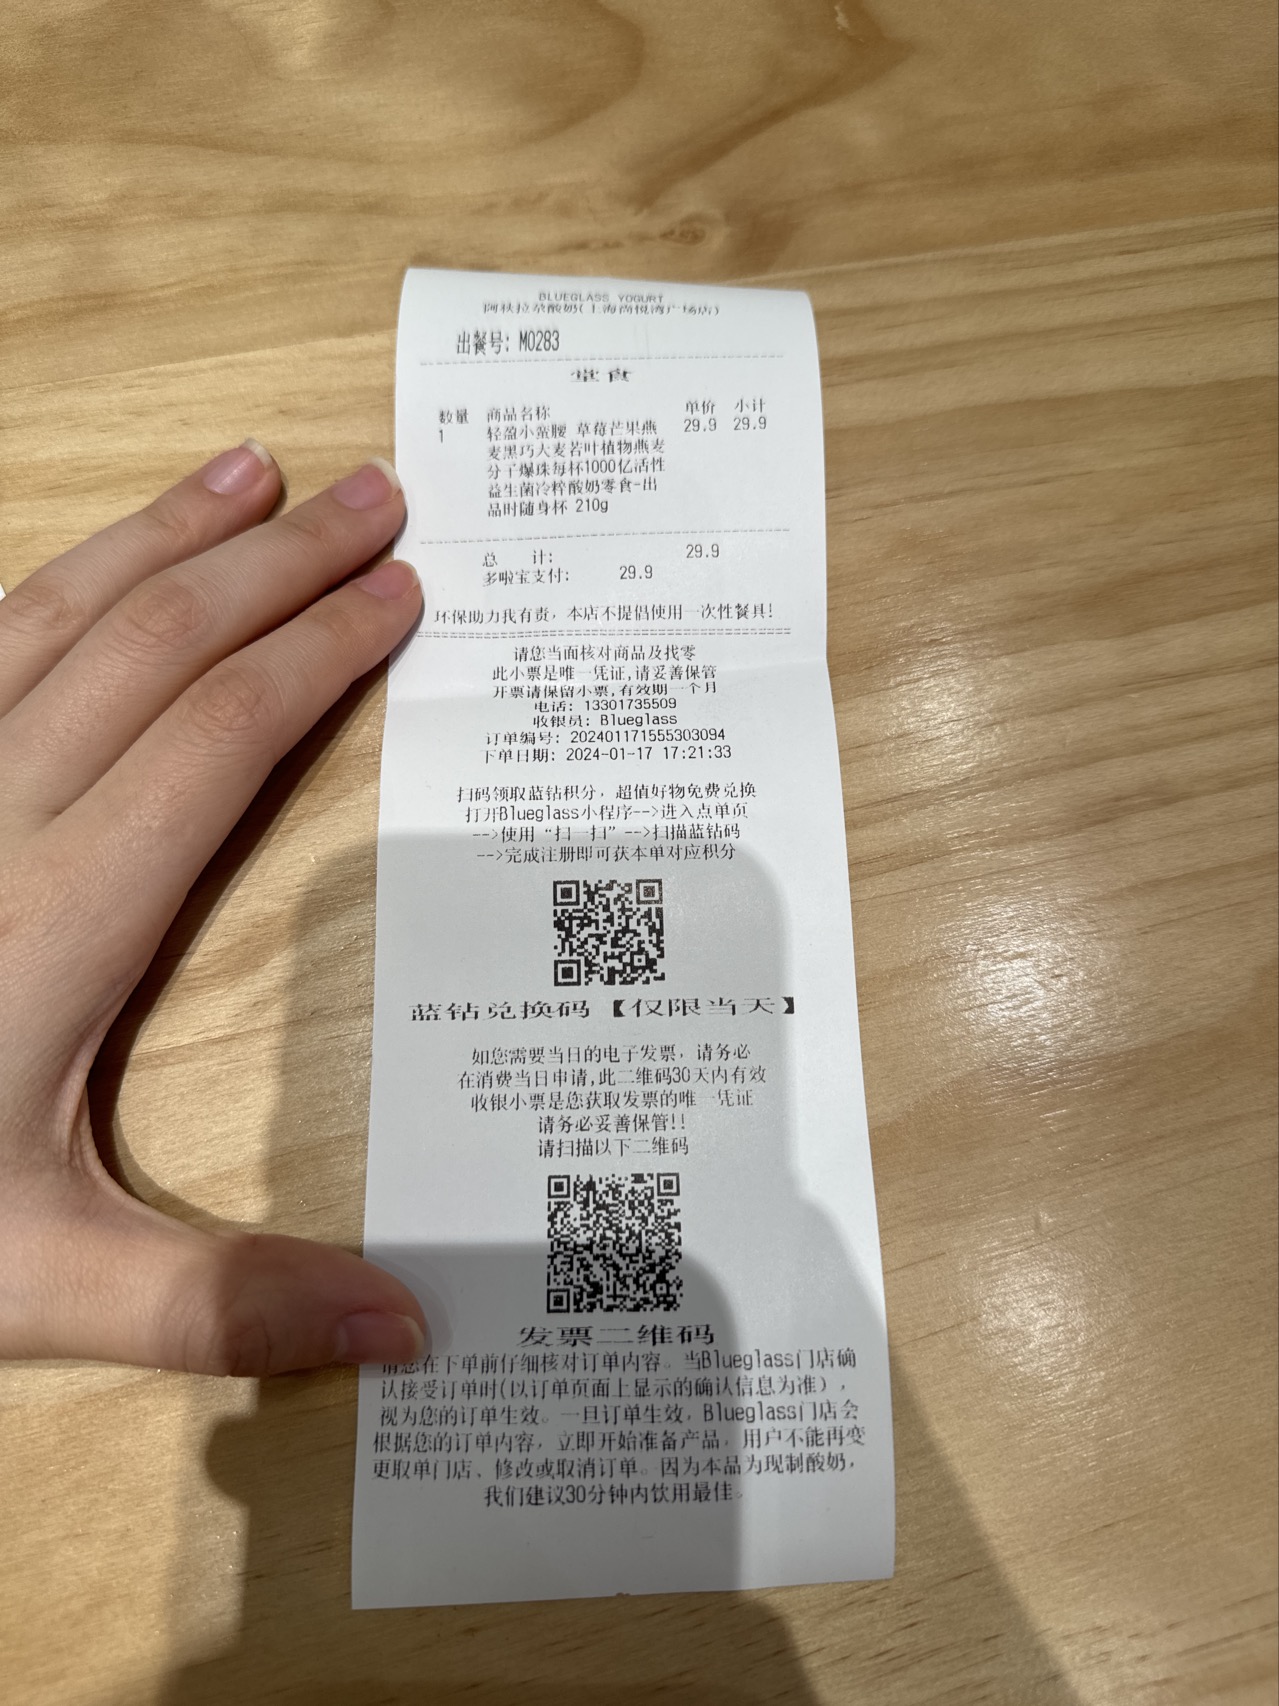 BLUEGLASS YOGURT
阿秋拉尕酸奶(上海尚悦湾广场店)
出餐号: M0283
堂食
数量 商品名称 单价 小计
1 轻盈小蛮腰 草莓芒果燕 29.9 29.9
麦黑巧大麦若叶植物燕麦
分子爆珠每杯1000亿活性
益生菌冷粹酸奶零食-出
品时随身杯 210g
总 计: 29.9
多啦宝支付: 29.9
环保助力我有责，本店不提倡使用一次性餐具!
请您当面核对商品及找零
此小票是唯一凭证,请妥善保管
开票请保留小票,有效期一个月
电话: 13301735509
收银员: Blueglass
订单编号: 202401171555303094
下单日期: 2024-01-17 17:21:33
扫码领取蓝钻积分，超值好物免费兑换
打开Blueglass小程序-->进入点单页
-->使用“扫一扫”-->扫描蓝钻码
-->完成注册即可获本单对应积分
蓝钻兑换码【仅限当天】
如您需要当日的电子发票，请务必
在消费当日申请,此二维码30天内有效
收银小票是您获取发票的唯一凭证
请务必妥善保管!!
请扫描以下二维码
发票二维码
请您在下单前仔细核对订单内容。当Blueglass门店确
认接受订单时(以订单页面上显示的确认信息为准)，
视为您的订单生效。一旦订单生效，Blueglass门店会
根据您的订单内容，立即开始准备产品，用户不能再变
更取单门店、修改或取消订单。因为本品为现制酸奶，
我们建议30分钟内饮用最佳。